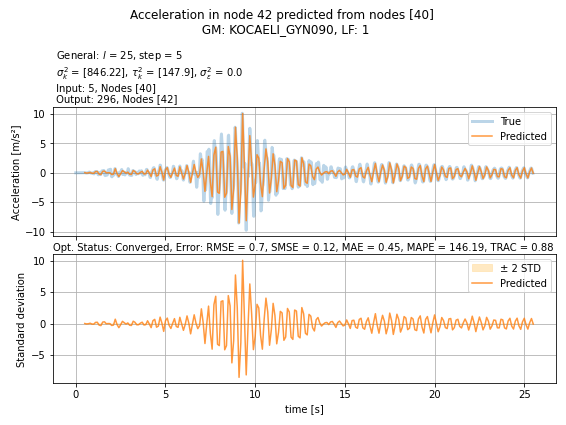 Acceleration in node 42 predicted from nodes [40]
GM: KOCAELI_GYN090, LF: 1
General: l = 25, step = 5
σ²ₖ = [846.22], τ²ₖ = [147.9], σ²ε = 0.0
Input: 5, Nodes [40]
Output: 296, Nodes [42]
Acceleration [m/s²]
10
5
0
−5
−10
True
Predicted
Opt. Status: Converged, Error: RMSE = 0.7, SMSE = 0.12, MAE = 0.45, MAPE = 146.19, TRAC = 0.88
Standard deviation
10
5
0
−5
± 2 STD
Predicted
0 5 10 15 20 25
time [s]